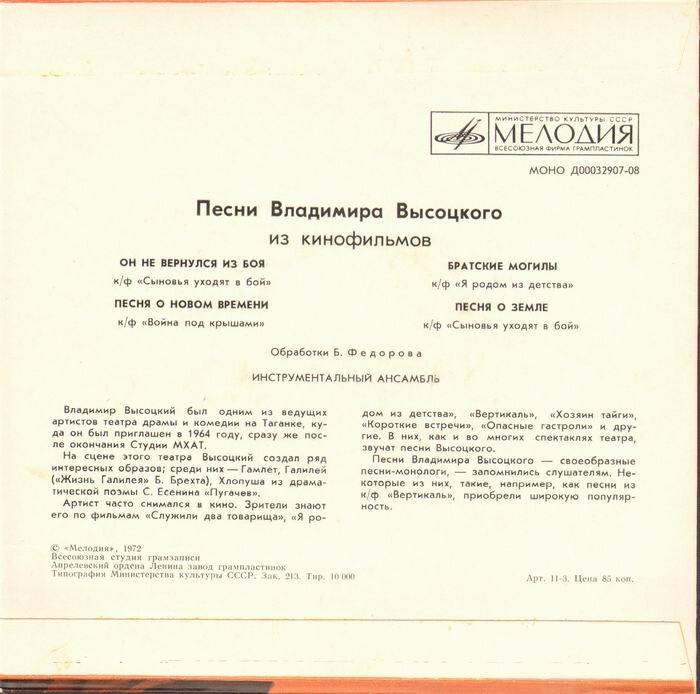 МИНИСТЕРСТВО КУЛЬТУРЫ СССР
МЕЛОДИЯ
ВСЕСОЮЗНАЯ ФИРМА ГРАМПЛАСТИНОК
МОНО Д00032907-08
Песни Владимира Высоцкого
из кинофильмов
ОН НЕ ВЕРНУЛСЯ ИЗ БОЯ
к/ф «Сыновья уходят в бой»
ПЕСНЯ О НОВОМ ВРЕМЕНИ
к/ф «Война под крышами»
БРАТСКИЕ МОГИЛЫ
к/ф «Я родом из детства»
ПЕСНЯ О ЗЕМЛЕ
к/ф «Сыновья уходят в бой»
Обработки Б. Федорова
ИНСТРУМЕНТАЛЬНЫЙ АНСАМБЛЬ
Владимир Высоцкий был одним из ведущих
артистов театра драмы и комедии на Таганке, ку-
да он был приглашен в 1964 году, сразу же пос-
ле окончания Студии МХАТ.
На сцене этого театра Высоцкий создал ряд
интересных образов; среди них — Гамлет, Галилей
(«Жизнь Галилея» Б. Брехта), Хлопуша из драма-
тической поэмы С. Есенина «Пугачев».
Артист часто снимался в кино. Зрители знают
его по фильмам «Служили два товарища», «Я ро-
дом из детства», «Вертикаль», «Хозяин тайги»,
«Короткие встречи», «Опасные гастроли» и дру-
гие. В них, как и во многих спектаклях театра,
звучат песни Высоцкого.
Песни Владимира Высоцкого — своеобразные
песни-монологи, — запомнились слушателям. Не-
которые из них, такие, например, как песни из
к/ф «Вертикаль», приобрели широкую популяр-
ность.
© «Мелодия», 1972
Всесоюзная студия грамзаписи
Апрелевский ордена Ленина завод грампластинок
Типография Министерства культуры СССР. Зак. 213. Тир. 10 000
Арт. 11-3. Цена 85 коп.